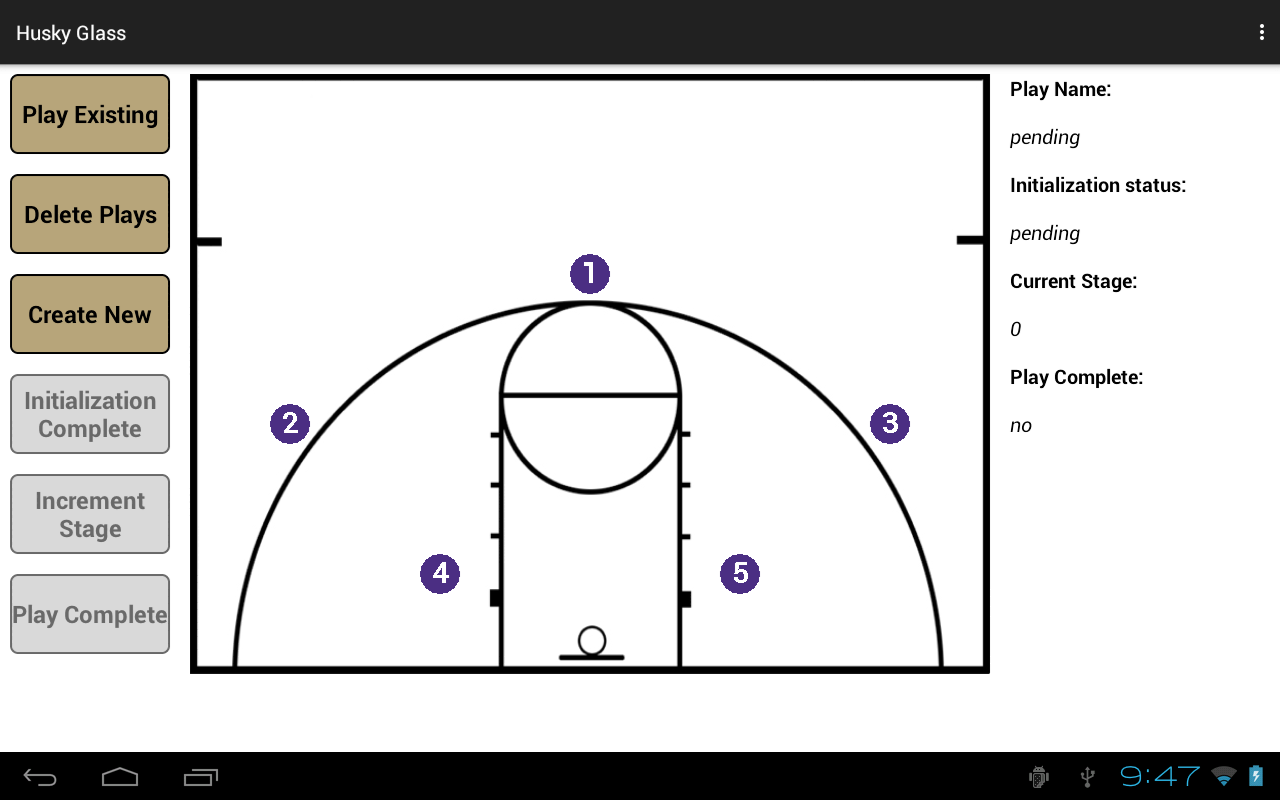 Husky Glass
Play Existing
Delete Plays
Create New
Initialization
Complete
Increment
Stage
Play Complete
1
2
3
4
5
Play Name:
pending
Initialization status:
pending
Current Stage:
0
Play Complete:
no
9:47